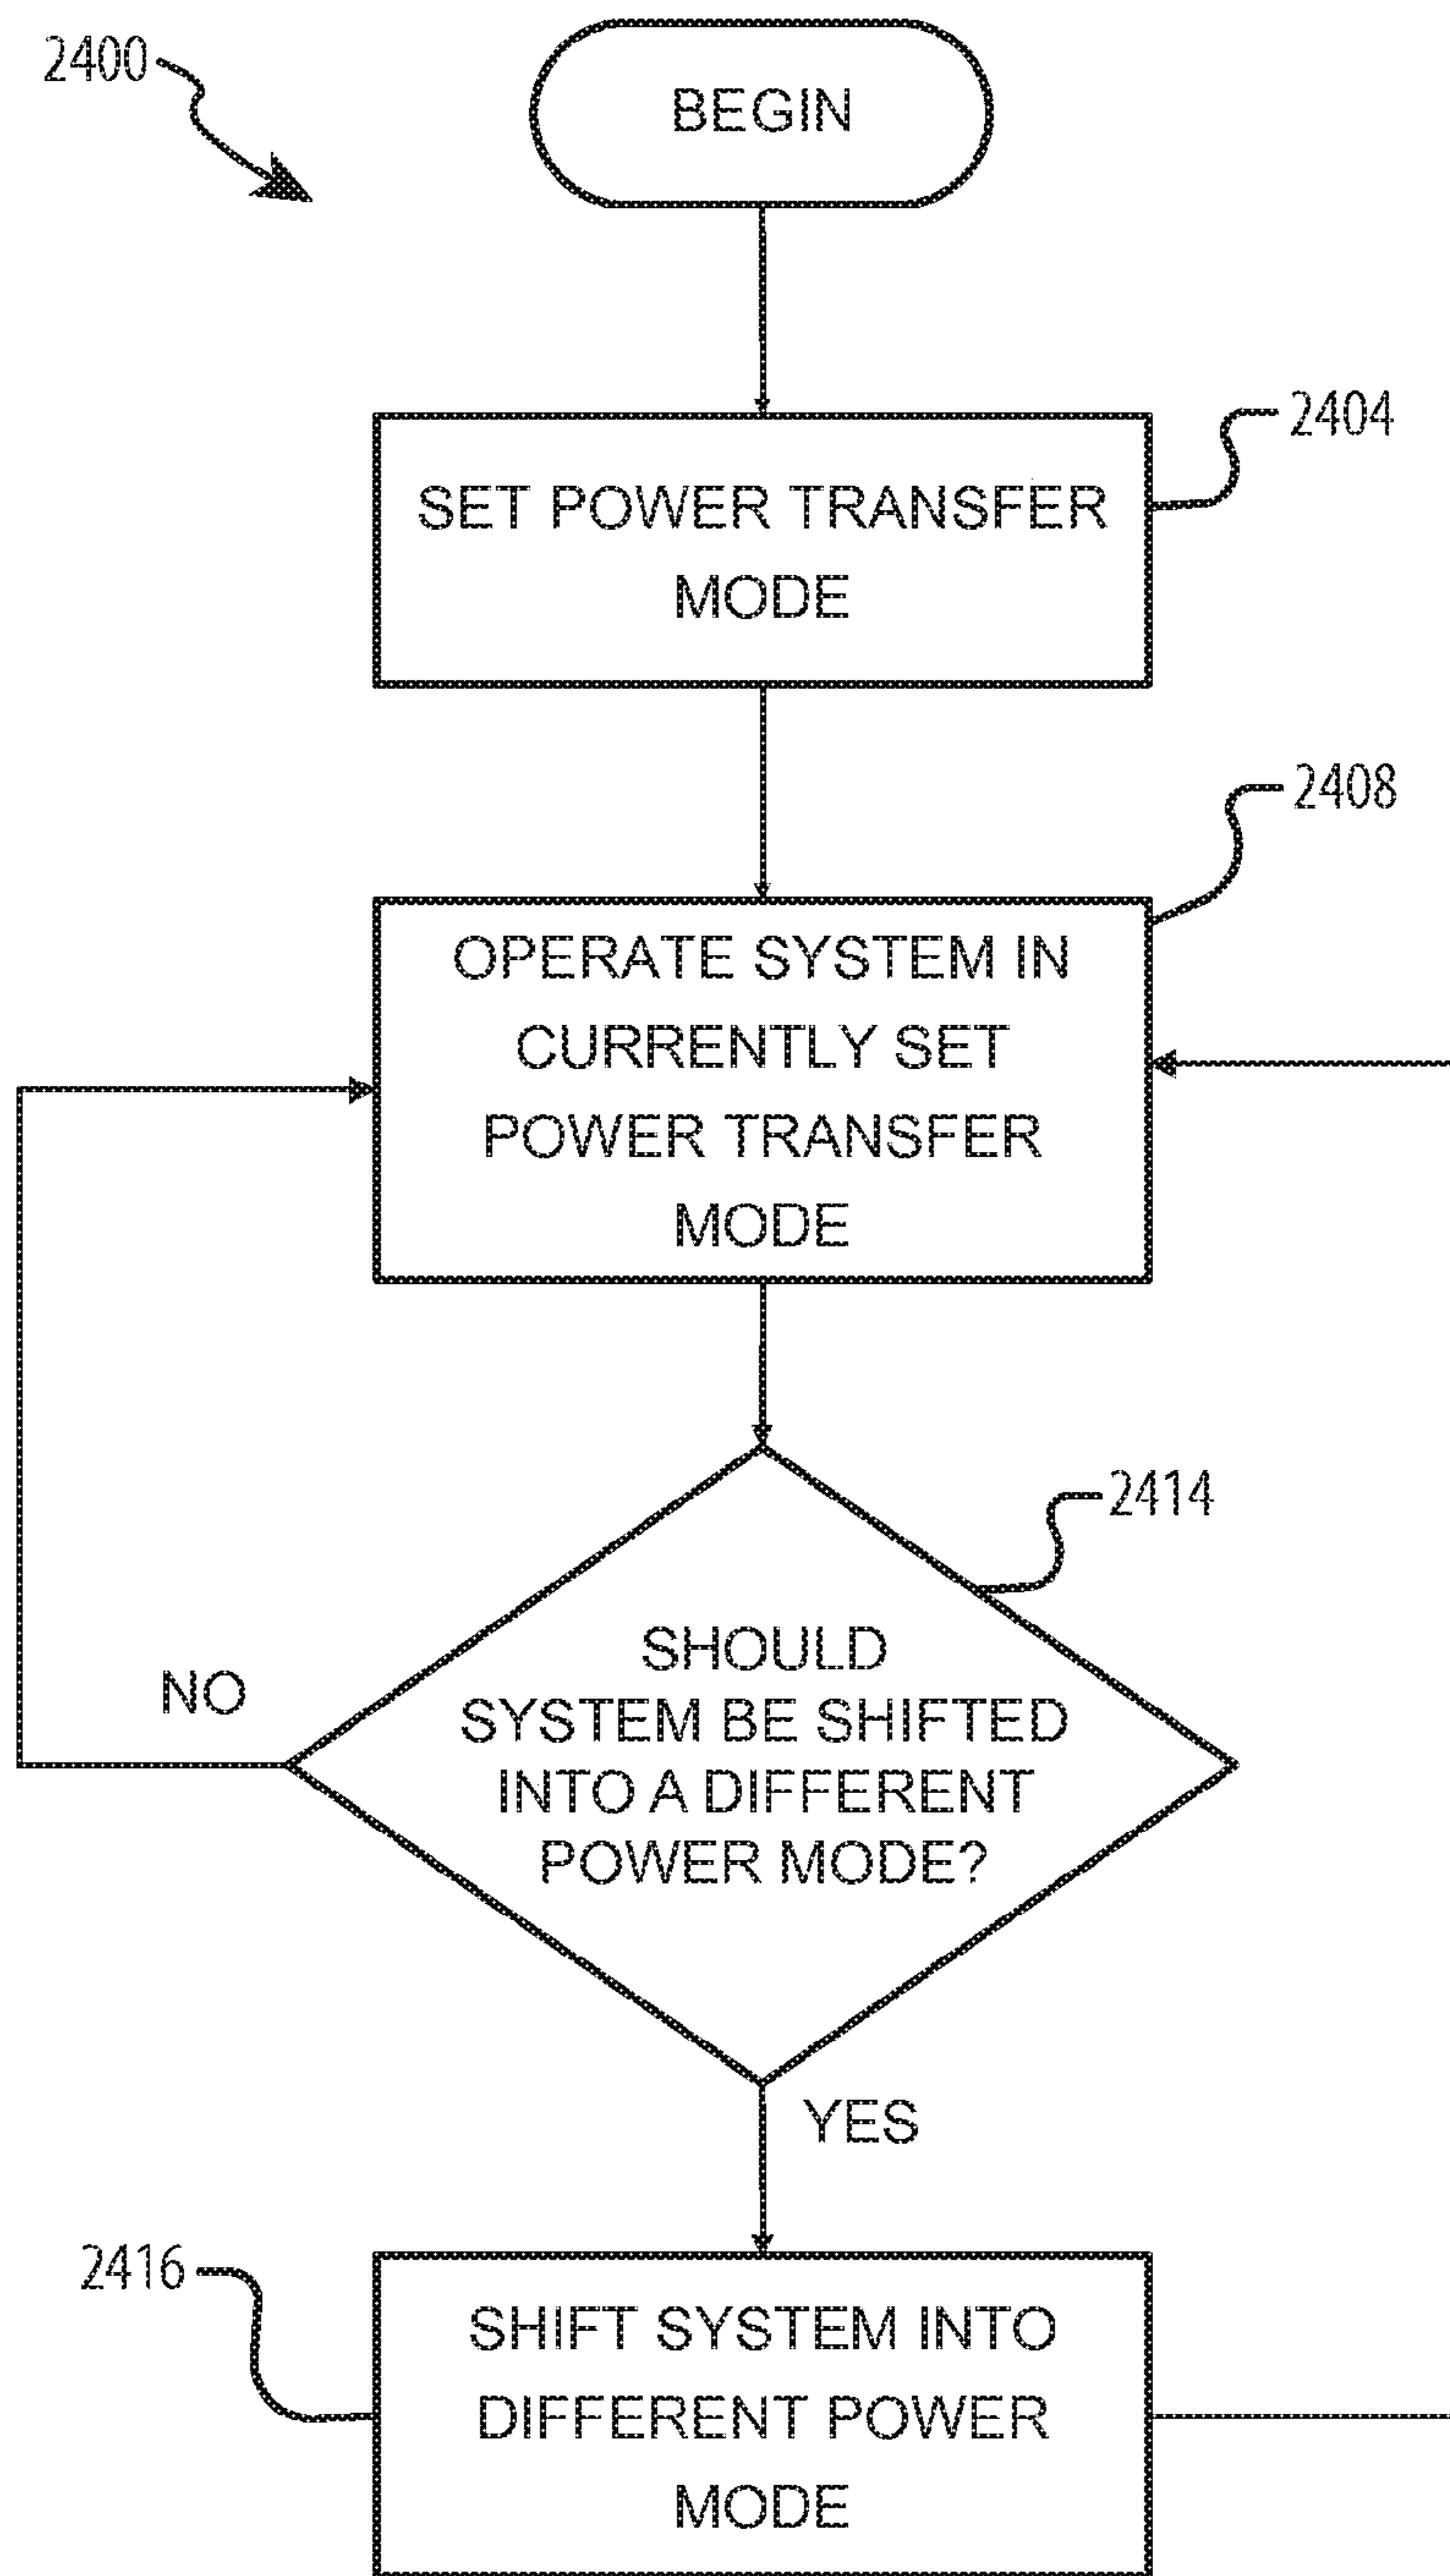 2400
BEGIN
2404
SET POWER TRANSFER
MODE
2408
OPERATE SYSTEM IN
CURRENTLY SET
POWER TRANSFER
MODE
2414
SHOULD
SYSTEM BE SHIFTED
INTO A DIFFERENT
POWER MODE?
NO
YES
2416
SHIFT SYSTEM INTO
DIFFERENT POWER
MODE